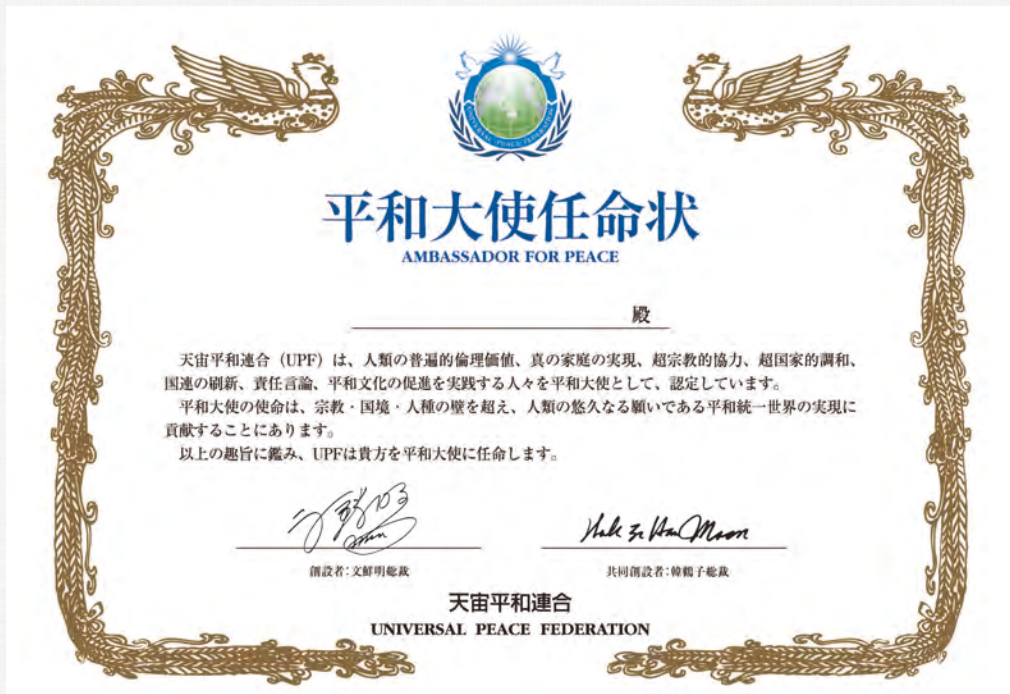 UNIVERSAL PEACE FEDERATION
平和大使任命状
AMBASSADOR FOR PEACE
殿
天宙平和連合（UPF）は、人類の普遍的倫理価値、真の家庭の実現、超宗教的協力、超国家的調和、
国連の刷新、責任言論、平和文化の促進を実践する人々を平和大使として、認定しています。
平和大使の使命は、宗教・国境・人種の壁を超え、人類の悠久なる願いである平和統一世界の実現に
貢献することにあります。
以上の趣旨に鑑み、UPFは貴方を平和大使に任命します。
Hak Ja Han Moon
創設者：文鮮明総裁
共同創設者：韓鶴子総裁
天宙平和連合
UNIVERSAL PEACE FEDERATION